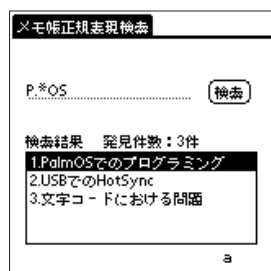 メモ帳正規表現検索
P.*OS
検索
検索結果 発見件数：3件
1.PalmOSでのプログラミング
2.USBでのHotSync
3.文字コードにおける問題
a